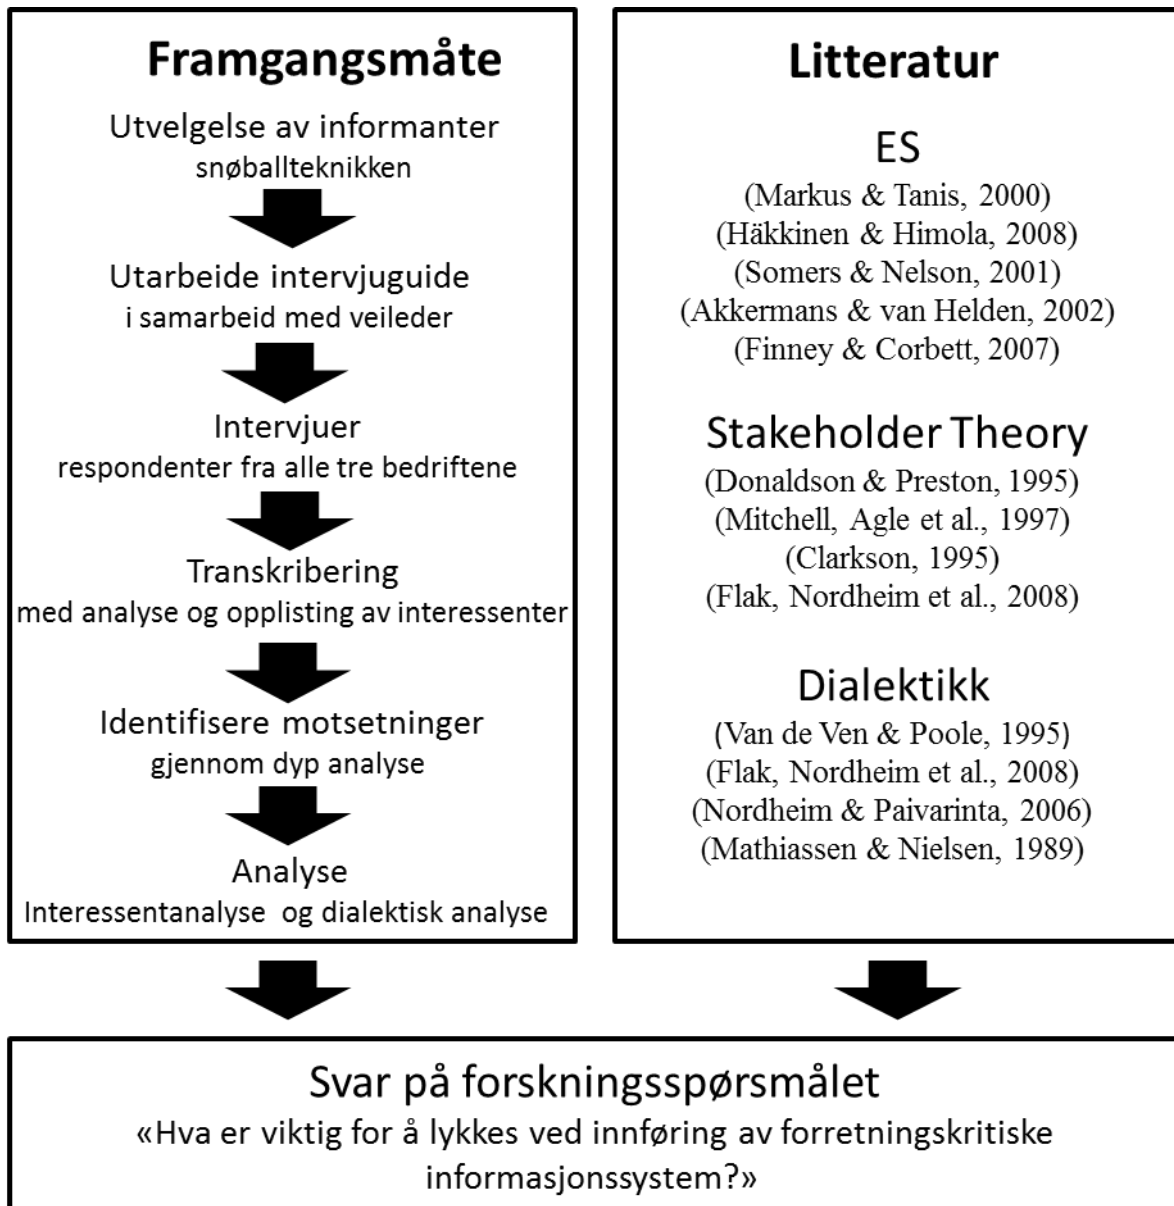 Framgangsmåte
Utvelgelse av informanter
snøballteknikken
Utarbeide intervjuguide
i samarbeid med veileder
Intervjuer
respondenter fra alle tre bedriftene
Transkribering
med analyse og opplisting av interessenter
Identifisere motsetninger
gjennom dyp analyse
Analyse
Interessentanalyse og dialektisk analyse
Litteratur
ES
(Markus & Tanis, 2000)
(Häkkinen & Himola, 2008)
(Somers & Nelson, 2001)
(Akkermans & van Helden, 2002)
(Finney & Corbett, 2007)
Stakeholder Theory
(Donaldson & Preston, 1995)
(Mitchell, Agle et al., 1997)
(Clarkson, 1995)
(Flak, Nordheim et al., 2008)
Dialektikk
(Van de Ven & Poole, 1995)
(Flak, Nordheim et al., 2008)
(Nordheim & Paivarinta, 2006)
(Mathiassen & Nielsen, 1989)
Svar på forskningsspørsmålet
«Hva er viktig for å lykkes ved innføring av forretningskritiske
informasjonssystem?»